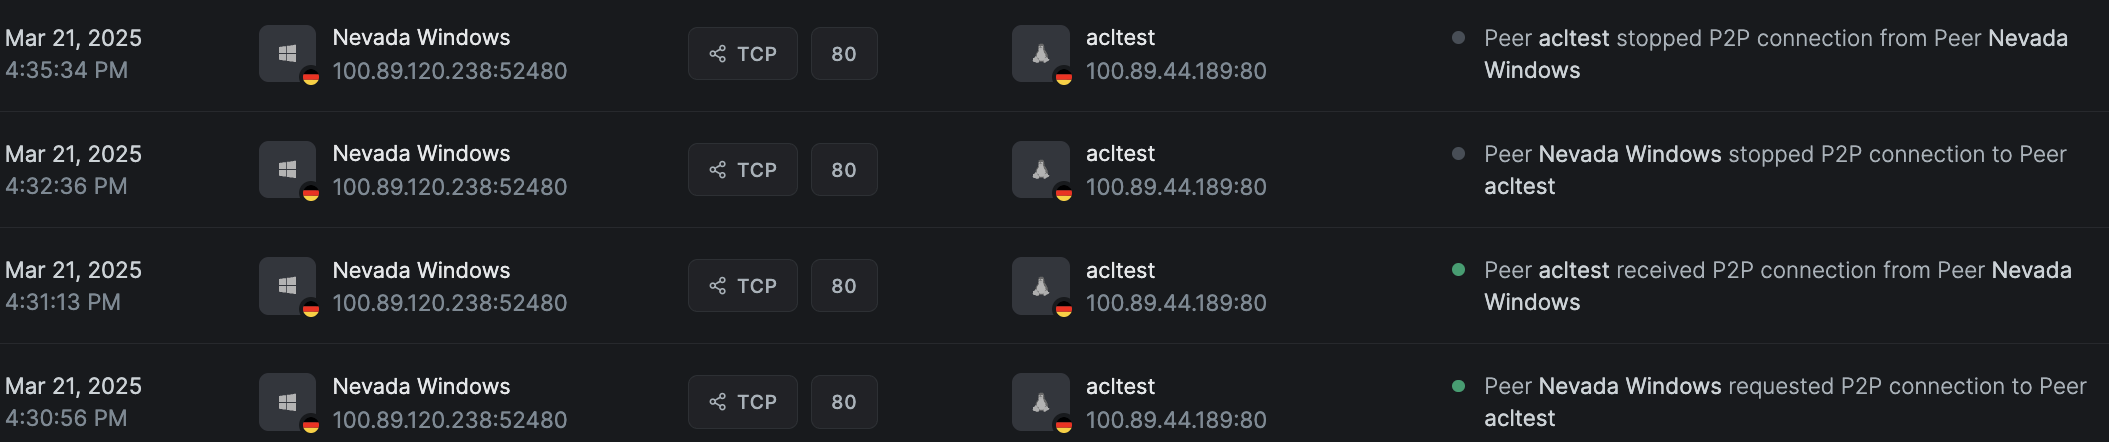 Mar 21, 2025
4:35:34 PM
Nevada Windows
100.89.120.238:52480
TCP
80
acltest
100.89.44.189:80
Peer acltest stopped P2P connection from Peer Nevada
Windows
Mar 21, 2025
4:32:36 PM
Nevada Windows
100.89.120.238:52480
TCP
80
acltest
100.89.44.189:80
Peer Nevada Windows stopped P2P connection to Peer
acltest
Mar 21, 2025
4:31:13 PM
Nevada Windows
100.89.120.238:52480
TCP
80
acltest
100.89.44.189:80
Peer acltest received P2P connection from Peer Nevada
Windows
Mar 21, 2025
4:30:56 PM
Nevada Windows
100.89.120.238:52480
TCP
80
acltest
100.89.44.189:80
Peer Nevada Windows requested P2P connection to Peer
acltest